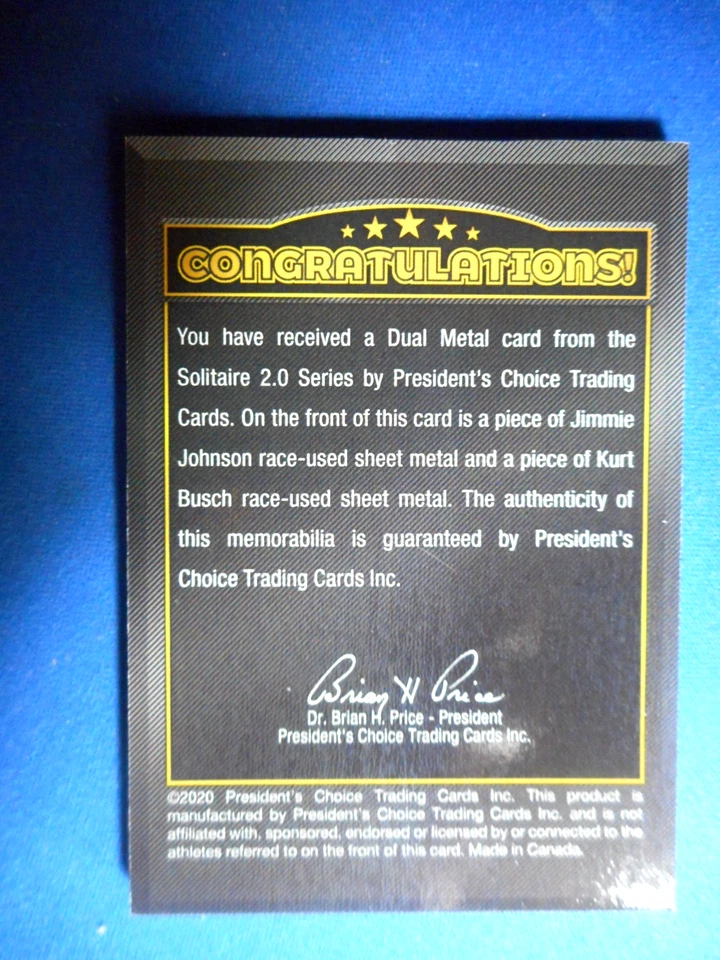 CONGRATULATIONS!
You have received a Dual Metal card from the
Solitaire 2.0 Series by President's Choice Trading
Cards. On the front of this card is a piece of Jimmie
Johnson race-used sheet metal and a piece of Kurt
Busch race-used sheet metal. The authenticity of
this memorabilia is guaranteed by President's
Choice Trading Cards Inc.
Brian H Price
Dr. Brian H. Price - President
President's Choice Trading Cards Inc.
©2020 President's Choice Trading Cards Inc. This product is
manufactured by President's Choice Trading Cards Inc. and is not
affiliated with, sponsored, endorsed or licensed by or connected to the
athletes referred to on the front of this card. Made in Canada.